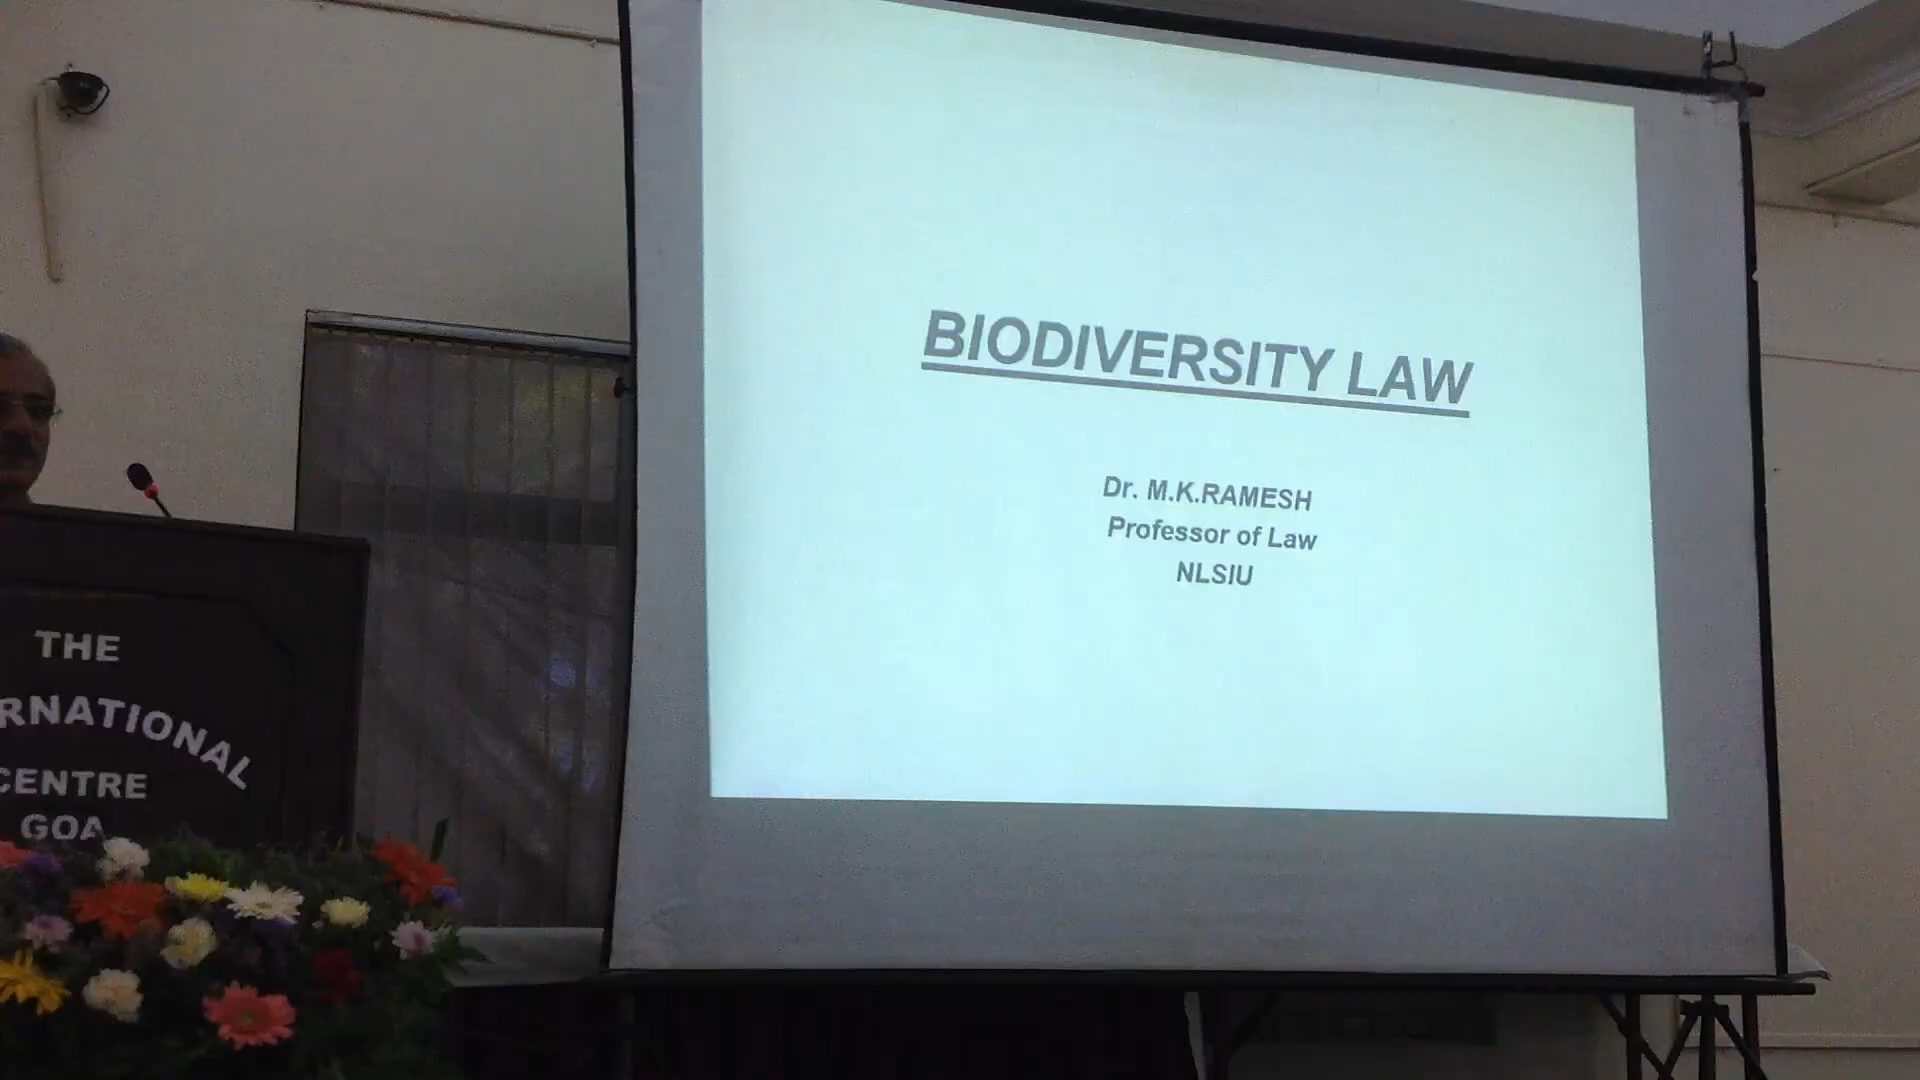 BIODIVERSITY LAW
Dr. M.K.RAMESH
Professor of Law
NLSIU
THE
RNATIONAL
CENTRE
GOA